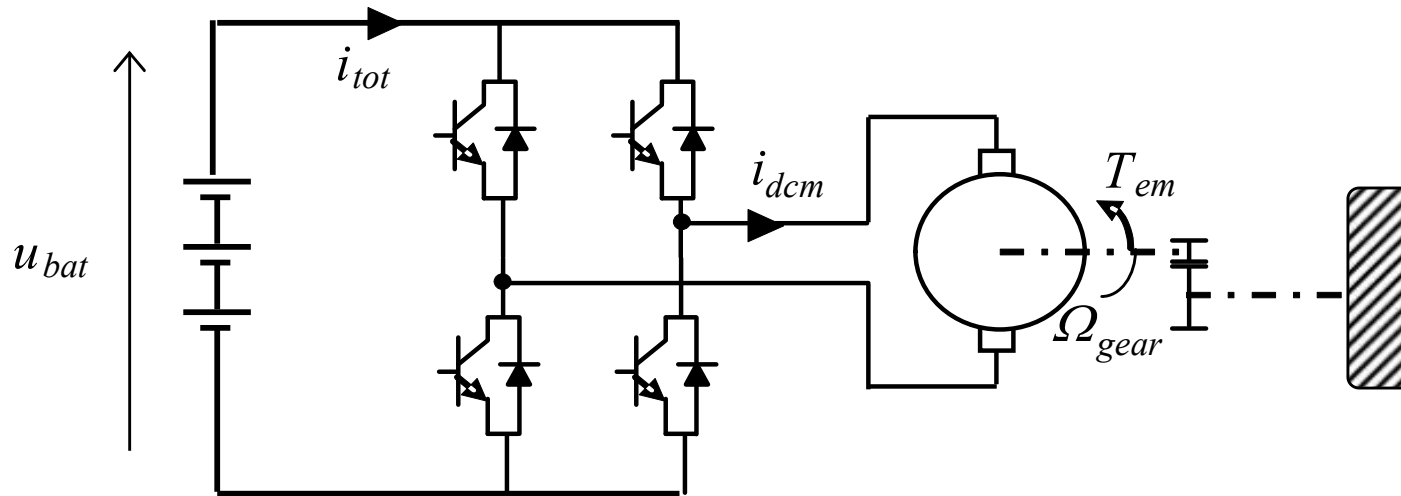 i_tot
i_dcm
T_em
u_bat
Ω_gear